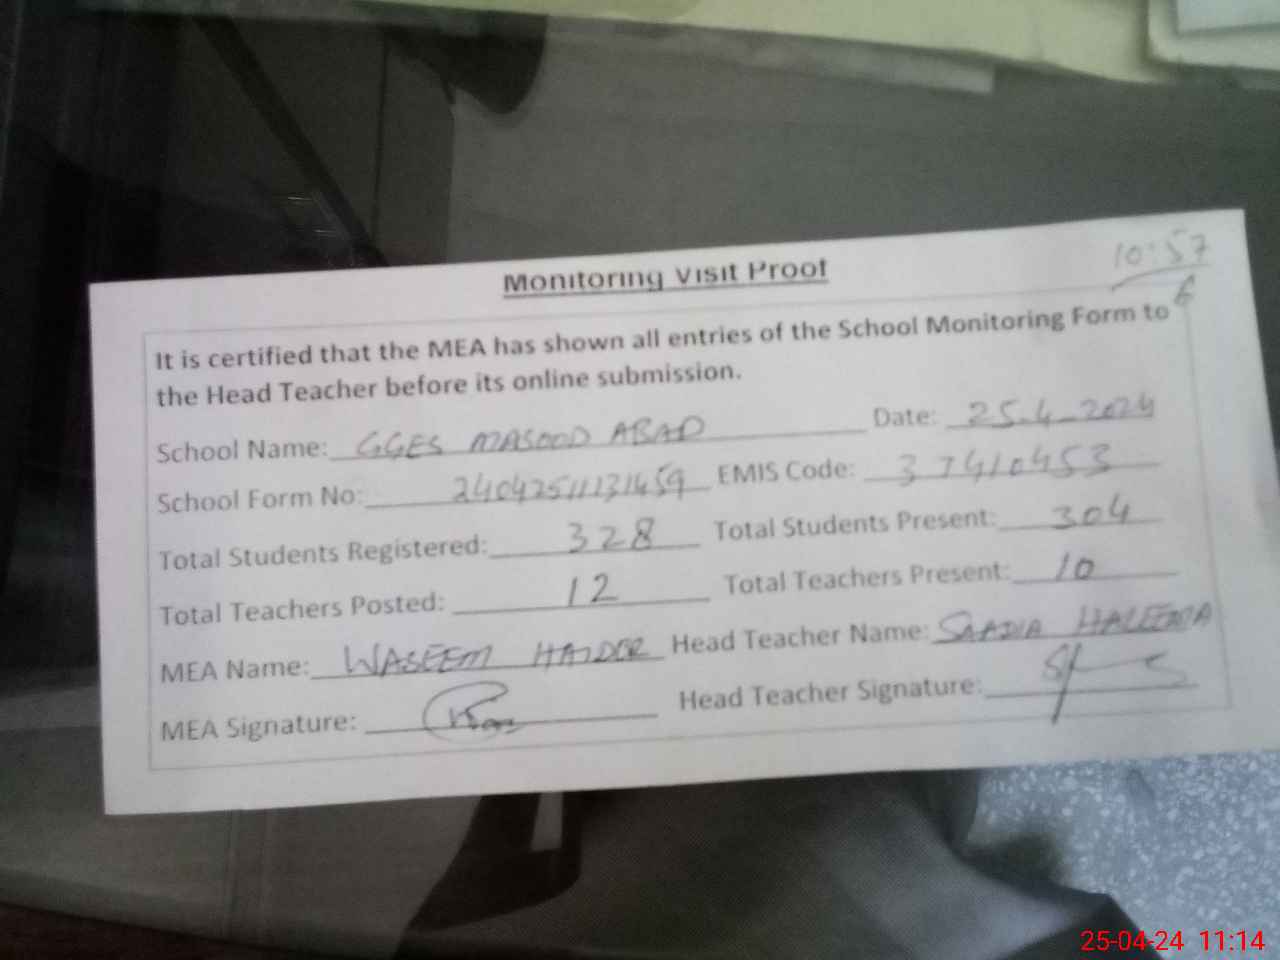 10:57
Monitoring Visit Proof
It is certified that the MEA has shown all entries of the School Monitoring Form to
the Head Teacher before its online submission.
School Name: GGES MASOOD ABAD Date: 25-4-2024
School Form No: 24042511131459 EMIS Code: 37410453
Total Students Registered: 328 Total Students Present: 304
Total Teachers Posted: 12 Total Teachers Present: 10
MEA Name: WASEEM HAIDER Head Teacher Name: SAADIA HALEEMA
MEA Signature: Head Teacher Signature:
25-04-24 11:14